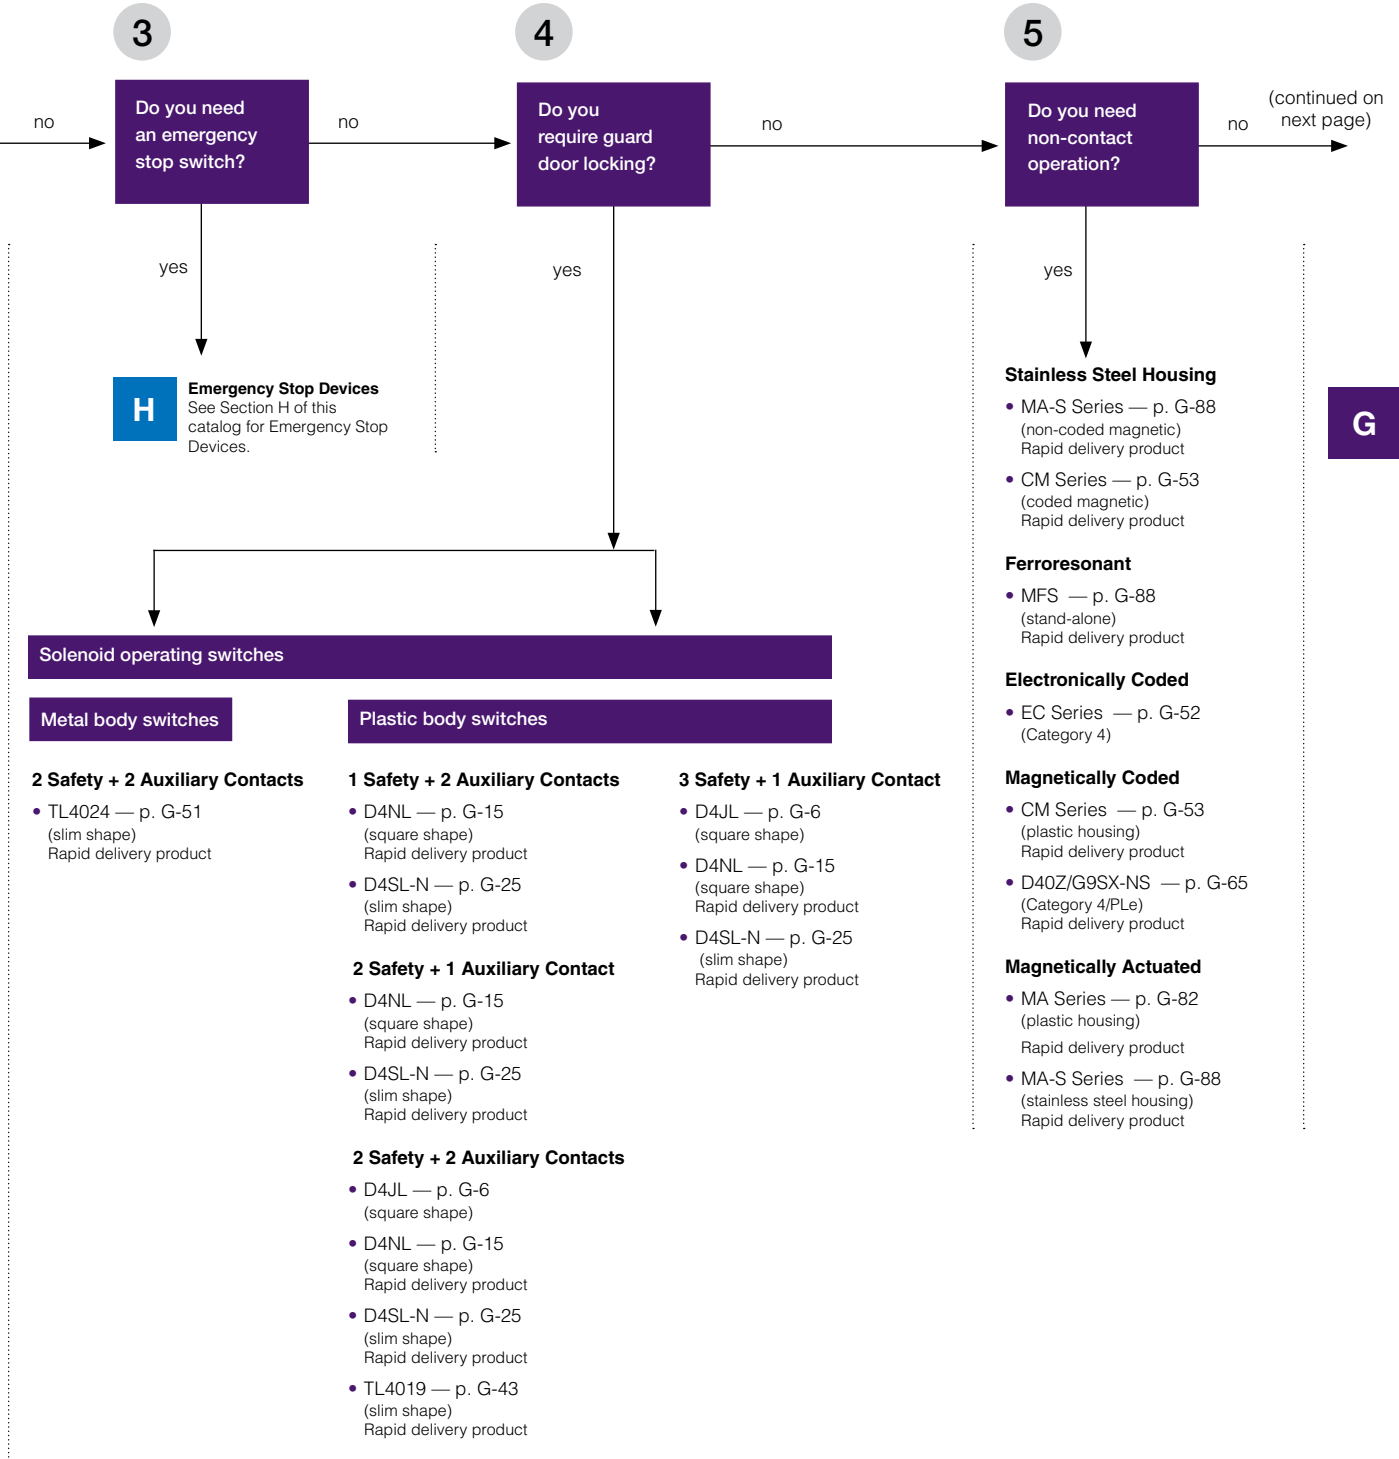 3
4
5
no
Do you need
an emergency
stop switch?
no
Do you
require guard
door locking?
no
Do you need
non-contact
operation?
no
(continued on
next page)
yes
yes
yes
H
Emergency Stop Devices
See Section H of this
catalog for Emergency Stop
Devices.
Solenoid operating switches
Metal body switches
Plastic body switches
2 Safety + 2 Auxiliary Contacts
• TL4024 — p. G-51
(slim shape)
Rapid delivery product
1 Safety + 2 Auxiliary Contacts
• D4NL — p. G-15
(square shape)
Rapid delivery product
• D4SL-N — p. G-25
(slim shape)
Rapid delivery product
2 Safety + 1 Auxiliary Contact
• D4NL — p. G-15
(square shape)
Rapid delivery product
• D4SL-N — p. G-25
(slim shape)
Rapid delivery product
2 Safety + 2 Auxiliary Contacts
• D4JL — p. G-6
(square shape)
• D4NL — p. G-15
(square shape)
Rapid delivery product
• D4SL-N — p. G-25
(slim shape)
Rapid delivery product
• TL4019 — p. G-43
(slim shape)
Rapid delivery product
3 Safety + 1 Auxiliary Contact
• D4JL — p. G-6
(square shape)
• D4NL — p. G-15
(square shape)
Rapid delivery product
• D4SL-N — p. G-25
(slim shape)
Rapid delivery product
Stainless Steel Housing
• MA-S Series — p. G-88
(non-coded magnetic)
Rapid delivery product
• CM Series — p. G-53
(coded magnetic)
Rapid delivery product
Ferroresonant
• MFS — p. G-88
(stand-alone)
Rapid delivery product
Electronically Coded
• EC Series — p. G-52
(Category 4)
Magnetically Coded
• CM Series — p. G-53
(plastic housing)
Rapid delivery product
• D40Z/G9SX-NS — p. G-65
(Category 4/PLe)
Rapid delivery product
Magnetically Actuated
• MA Series — p. G-82
(plastic housing)
Rapid delivery product
• MA-S Series — p. G-88
(stainless steel housing)
Rapid delivery product
G